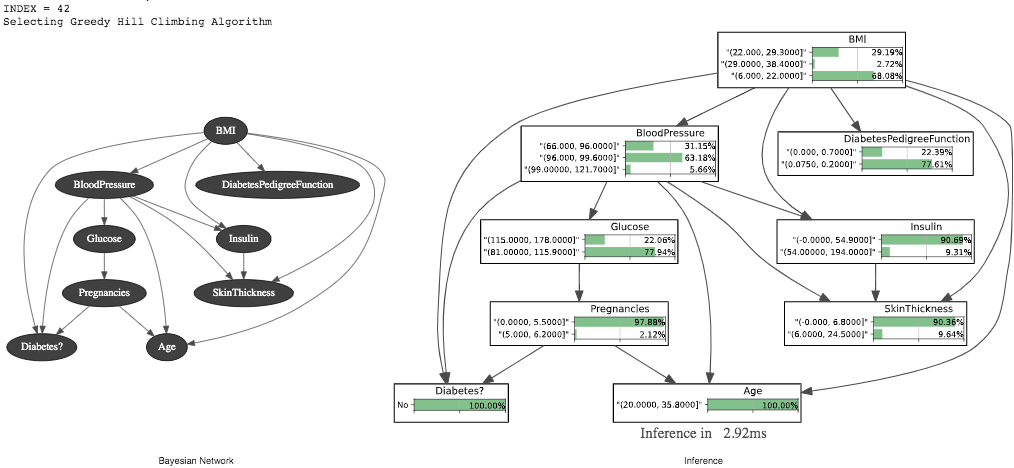 INDEX = 42
Selecting Greedy Hill Climbing Algorithm
BMI
BloodPressure
DiabetesPedigreeFunction
Glucose
Insulin
Pregnancies
SkinThickness
Diabetes?
Age
Bayesian Network
BMI
"(22.000, 29.3000]" 29.19%
"(29.0000, 38.4000]" 2.72%
"(6.000, 22.0000]" 68.08%
BloodPressure
"(66.000, 96.0000]" 31.15%
"(96.000, 99.6000]" 63.18%
"(99.00000, 121.7000]" 5.66%
DiabetesPedigreeFunction
"(0.000, 0.7000]" 22.39%
"(0.0750, 0.2000]" 77.61%
Glucose
"(115.0000, 178.0000]" 22.06%
"(81.00000, 115.9000]" 77.94%
Insulin
"(-0.0000, 54.9000]" 90.69%
"(54.00000, 194.0000]" 9.31%
Pregnancies
"(0.0000, 5.5000]" 97.88%
"(5.000, 6.2000]" 2.12%
SkinThickness
"(-0.000, 6.8000]" 90.36%
"(6.0000, 24.5000]" 9.64%
Diabetes?
No 100.00%
Age
"(20.0000, 35.8000]" 100.00%
Inference in 2.92ms
Inference